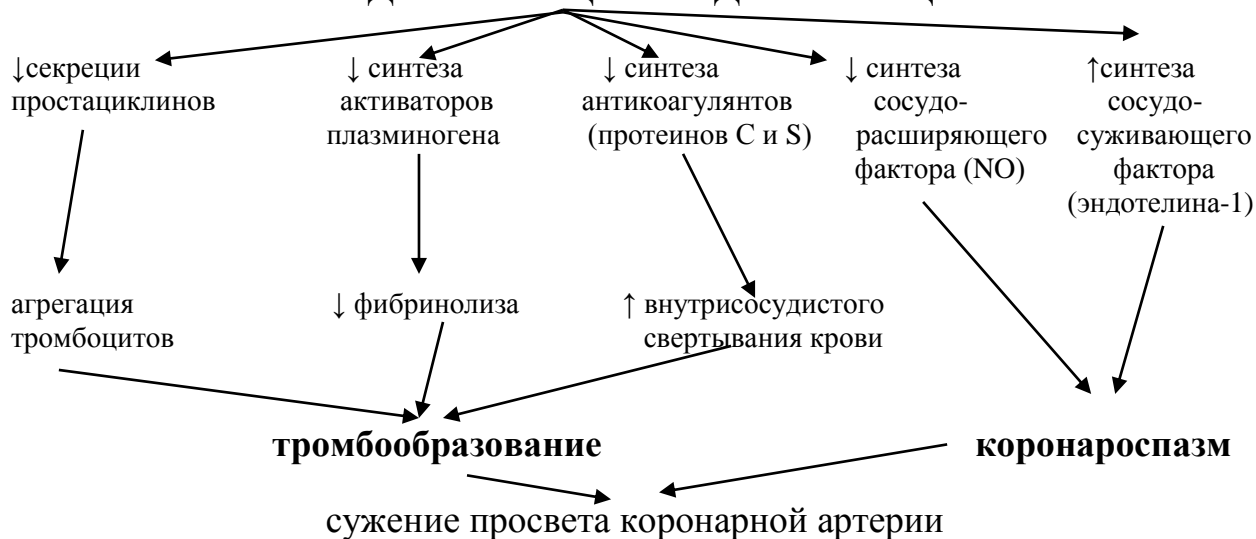 ↓секреции
простациклинов
↓ синтеза
активаторов
плазминогена
↓ синтеза
антикоагулянтов
(протеинов С и S)
↓ синтеза
сосудо-
расширяющего
фактора (NO)
↑синтеза
сосудо-
суживающего
фактора
(эндотелина-1)
агрегация
тромбоцитов
↓ фибринолиза
↑ внутрисосудистого
свертывания крови
тромбообразование
коронароспазм
сужение просвета коронарной артерии